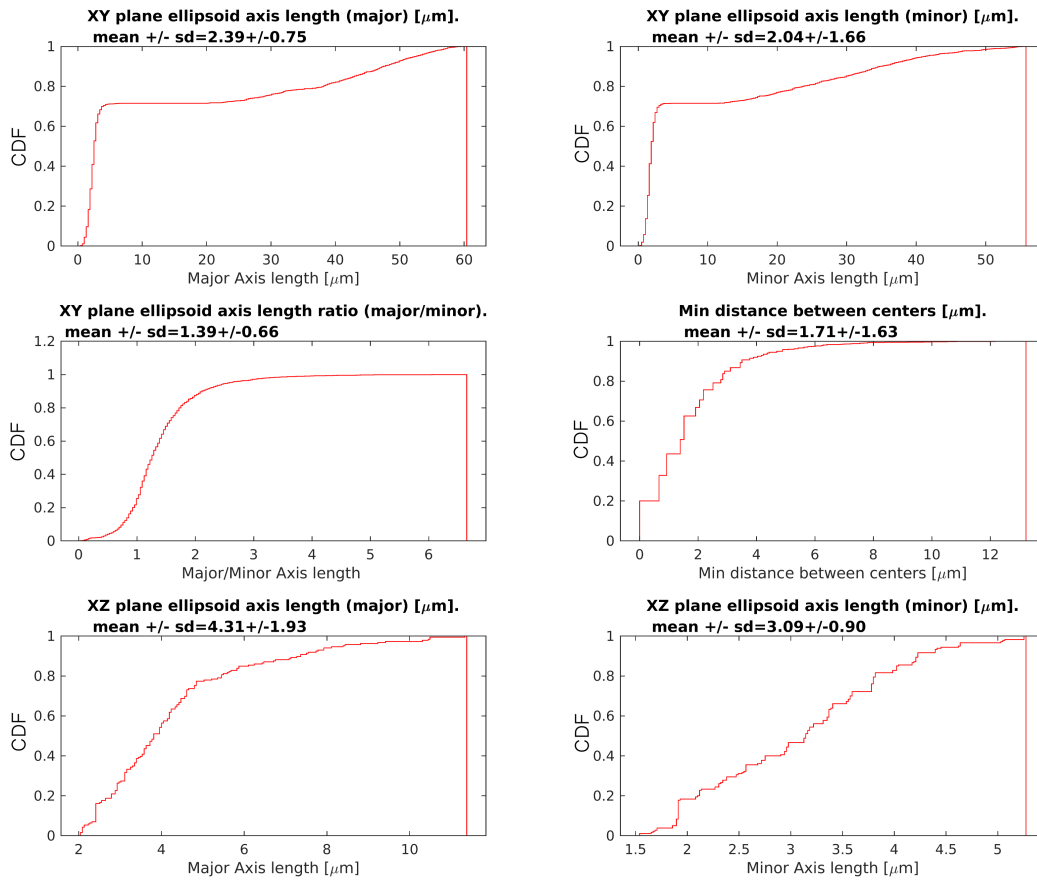 XY plane ellipsoid axis length (major) [μm].
mean +/- sd=2.39+/-0.75
1
0.8
0.6
0.4
0.2
0
CDF
0 10 20 30 40 50 60
Major Axis length [μm]
XY plane ellipsoid axis length (minor) [μm].
mean +/- sd=2.04+/-1.66
1
0.8
0.6
0.4
0.2
0
CDF
0 10 20 30 40 50
Minor Axis length [μm]
XY plane ellipsoid axis length ratio (major/minor).
mean +/- sd=1.39+/-0.66
1.2
1
0.8
0.6
0.4
0.2
0
CDF
0 1 2 3 4 5 6
Major/Minor Axis length
Min distance between centers [μm].
mean +/- sd=1.71+/-1.63
1
0.8
0.6
0.4
0.2
0
CDF
0 2 4 6 8 10 12
Min distance between centers [μm]
XZ plane ellipsoid axis length (major) [μm].
mean +/- sd=4.31+/-1.93
1
0.8
0.6
0.4
0.2
0
CDF
2 4 6 8 10
Major Axis length [μm]
XZ plane ellipsoid axis length (minor) [μm].
mean +/- sd=3.09+/-0.90
1
0.8
0.6
0.4
0.2
0
CDF
1.5 2 2.5 3 3.5 4 4.5 5
Minor Axis length [μm]